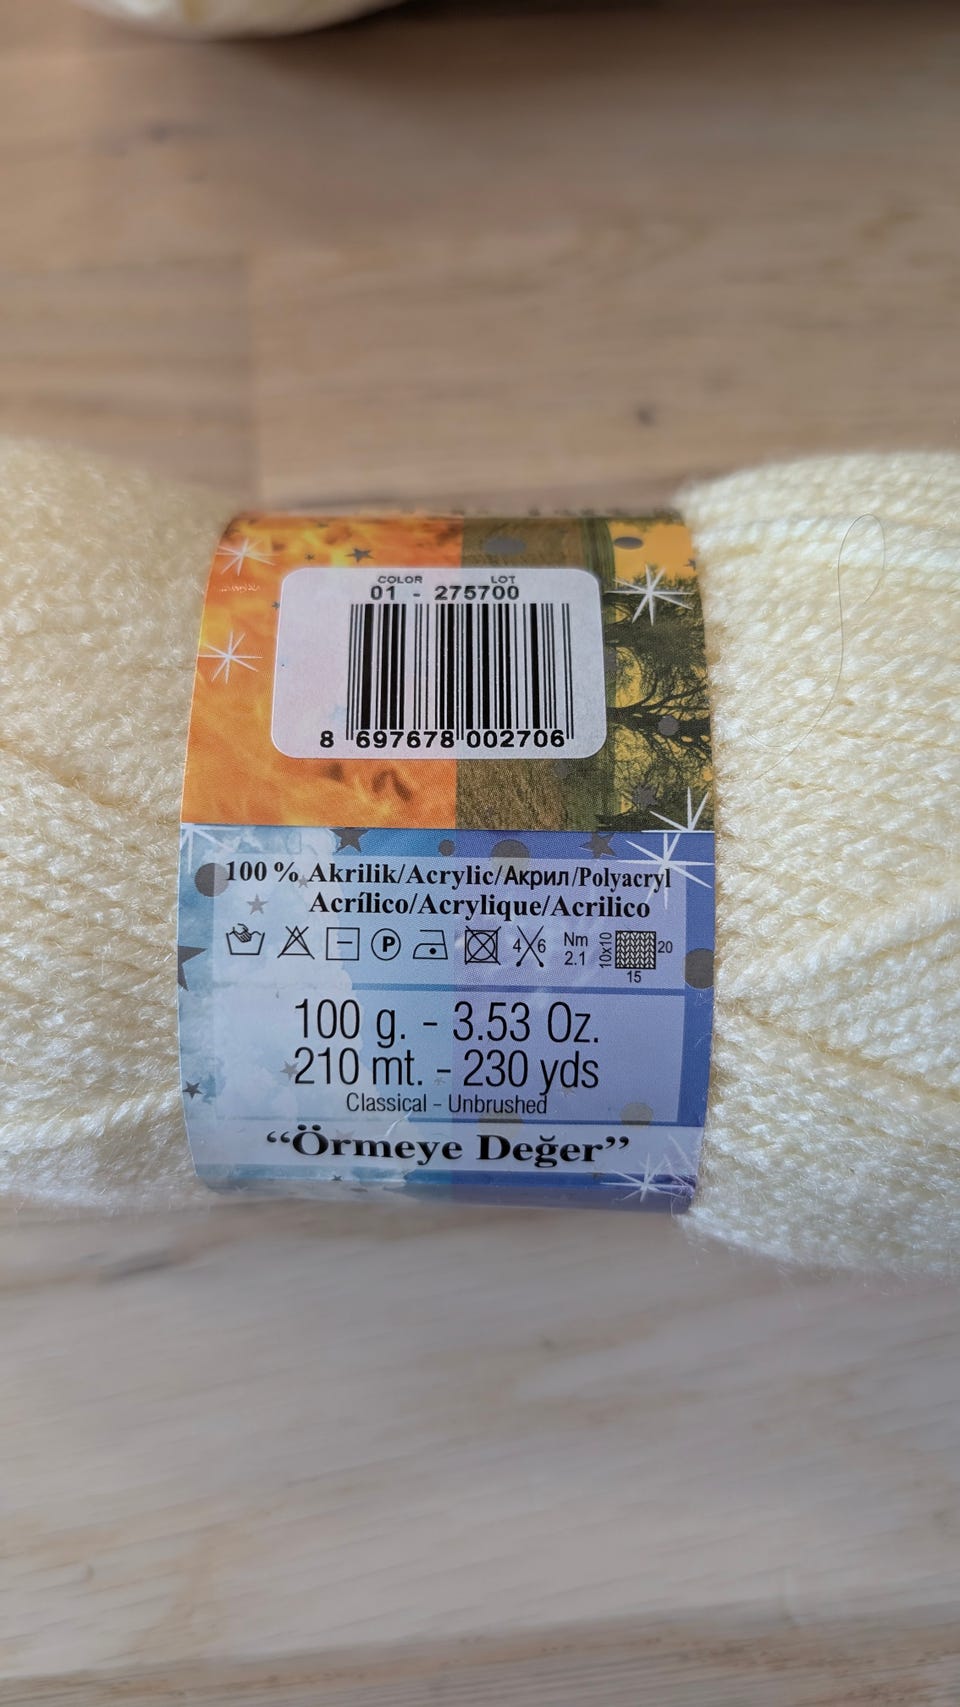 COLOR LOT
01 - 275700
8 697678 002706
100 % Akrilik/Acrylic/Акрил/Polyacryl
Acrílico/Acrylique/Acrilico
P
4 6
Nm
2.1
10x10
20
15
100 g. - 3.53 Oz.
210 mt. - 230 yds
Classical - Unbrushed
“Örmeye Değer”